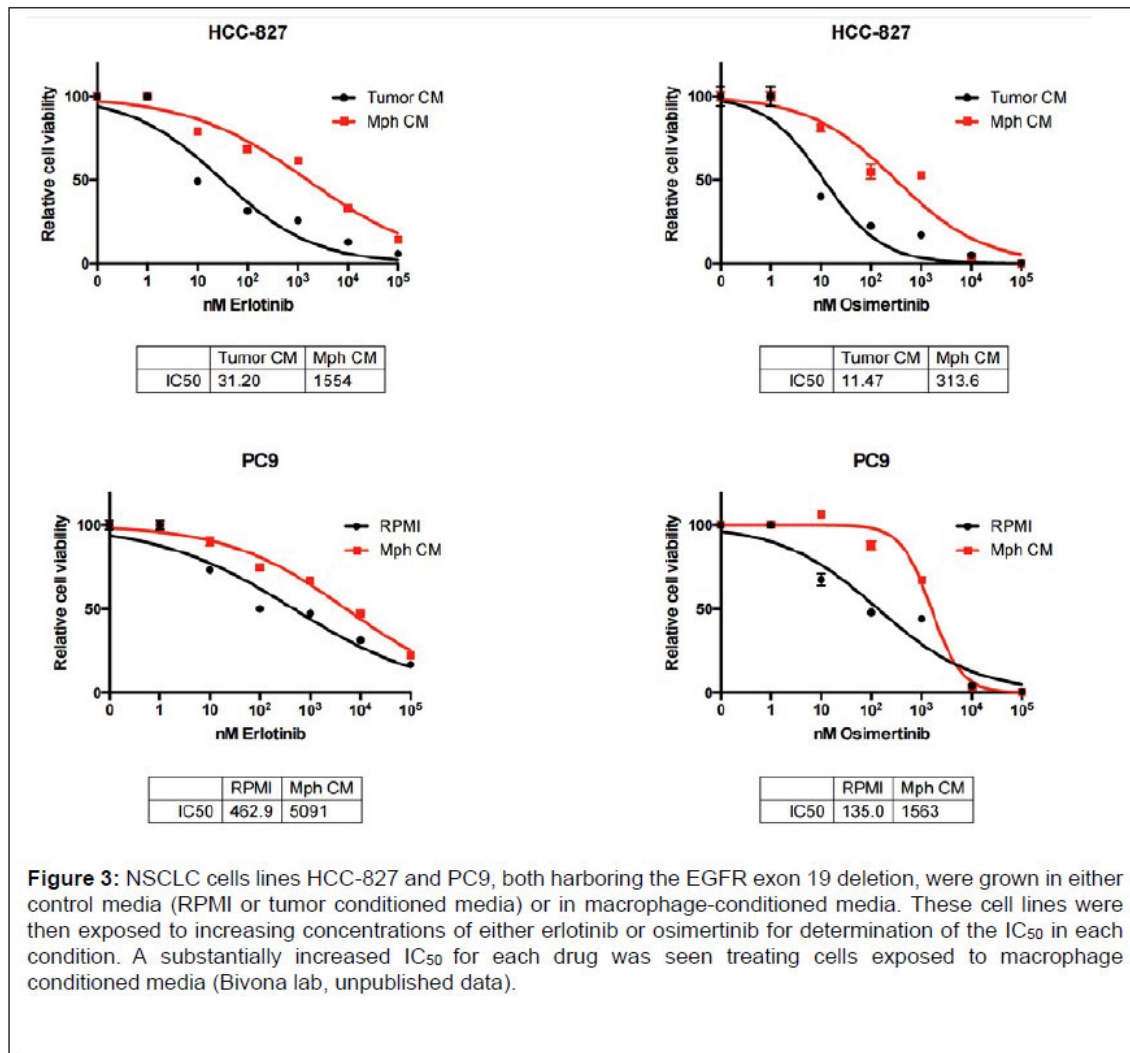 HCC-827
Relative cell viability
100
50
0
Tumor CM
Mph CM
0 1 10 10² 10³ 10⁴ 10⁵
nM Erlotinib
Tumor CM Mph CM
IC50 31.20 1554
HCC-827
Relative cell viability
100
50
0
Tumor CM
Mph CM
0 1 10 10² 10³ 10⁴ 10⁵
nM Osimertinib
Tumor CM Mph CM
IC50 11.47 313.6
PC9
Relative cell viability
100
50
0
RPMI
Mph CM
0 1 10 10² 10³ 10⁴ 10⁵
nM Erlotinib
RPMI Mph CM
IC50 462.9 5091
PC9
Relative cell viability
100
50
0
RPMI
Mph CM
0 1 10 10² 10³ 10⁴ 10⁵
nM Osimertinib
RPMI Mph CM
IC50 135.0 1563
Figure 3: NSCLC cells lines HCC-827 and PC9, both harboring the EGFR exon 19 deletion, were grown in either
control media (RPMI or tumor conditioned media) or in macrophage-conditioned media. These cell lines were
then exposed to increasing concentrations of either erlotinib or osimertinib for determination of the IC₅₀ in each
condition. A substantially increased IC₅₀ for each drug was seen treating cells exposed to macrophage
conditioned media (Bivona lab, unpublished data).